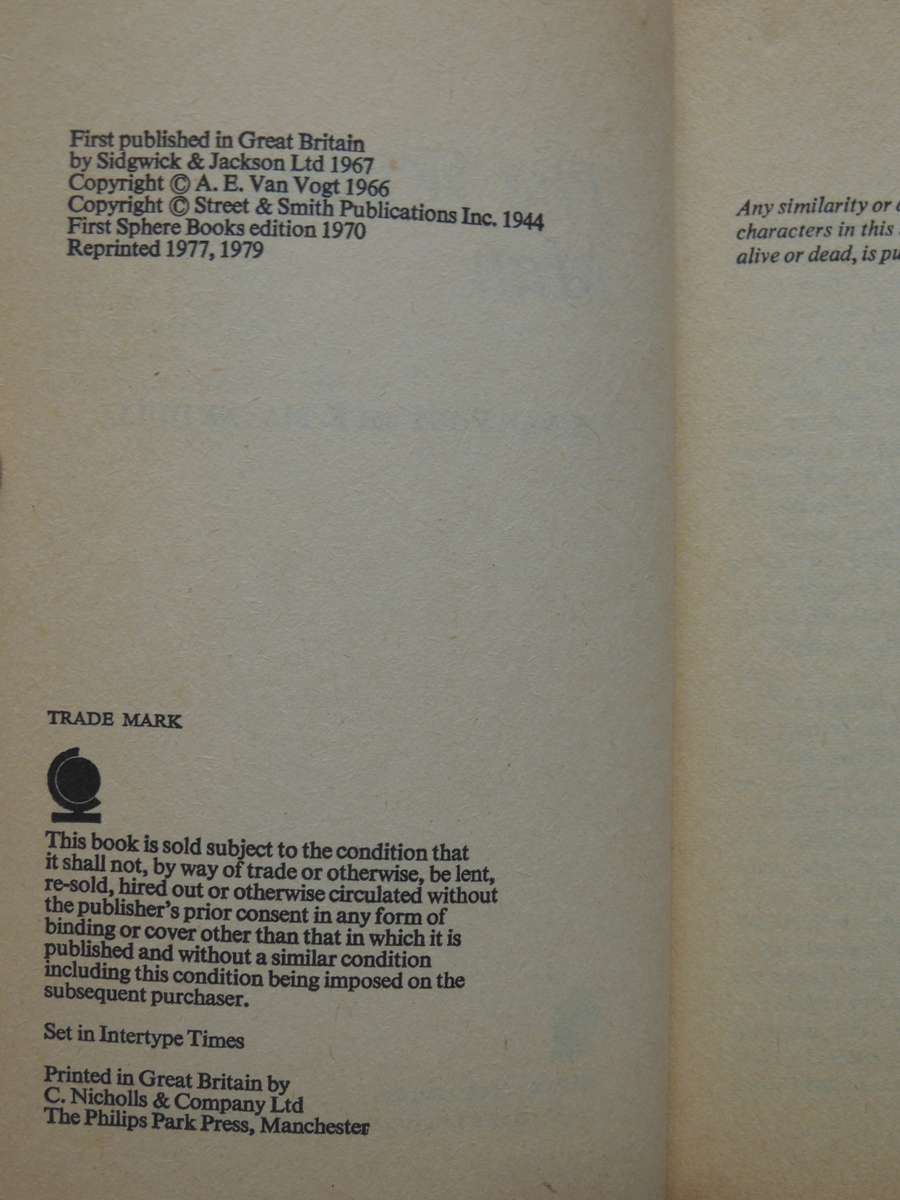 First published in Great Britain
by Sidgwick & Jackson Ltd 1967
Copyright © A. E. Van Vogt 1966
Copyright © Street & Smith Publications Inc. 1944
First Sphere Books edition 1970
Reprinted 1977, 1979
TRADE MARK
This book is sold subject to the condition that
it shall not, by way of trade or otherwise, be lent,
re-sold, hired out or otherwise circulated without
the publisher's prior consent in any form of
binding or cover other than that in which it is
published and without a similar condition
including this condition being imposed on the
subsequent purchaser.
Set in Intertype Times
Printed in Great Britain by
C. Nicholls & Company Ltd
The Philips Park Press, Manchester
Any similarity or
characters in this
alive or dead, is